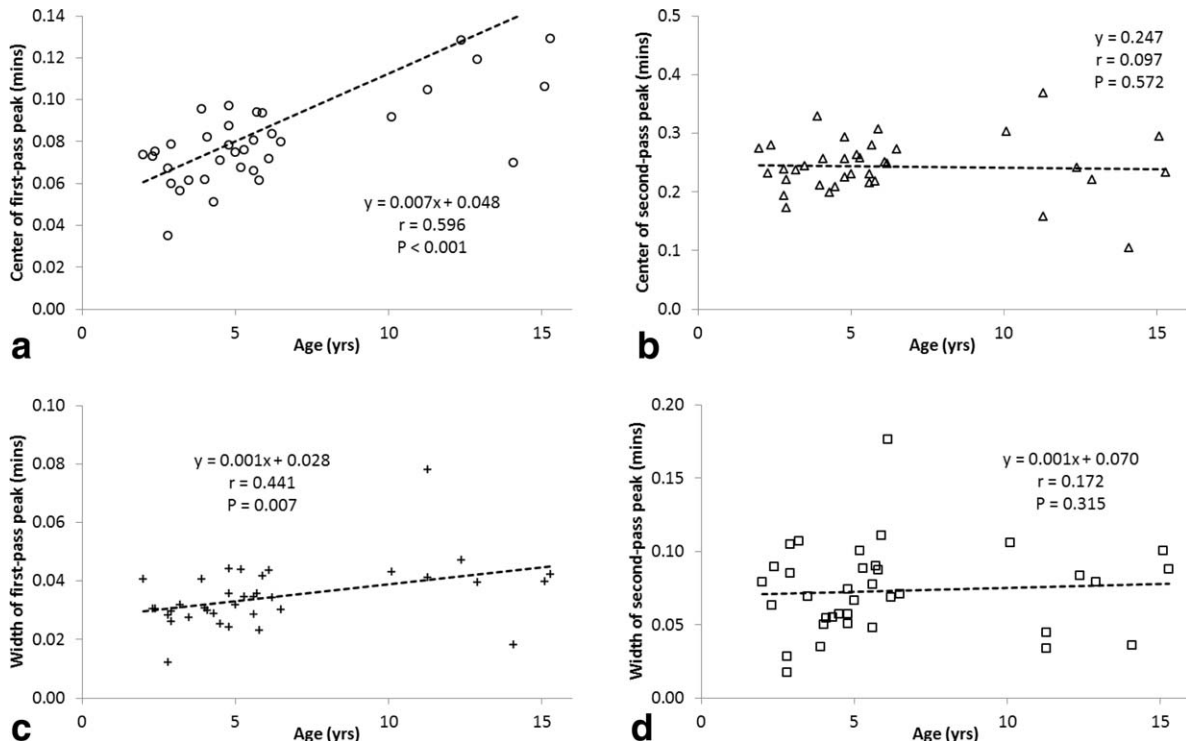 0.14
0.12
0.10
0.08
0.06
0.04
0.02
0.00
Center of first-pass peak (mins)
y = 0.007x + 0.048
r = 0.596
P < 0.001
0 5 10 15
Age (yrs)
a
0.5
0.4
0.3
0.2
0.1
0.0
Center of second-pass peak (mins)
y = 0.247
r = 0.097
P = 0.572
0 5 10 15
Age (yrs)
b
0.10
0.08
0.06
0.04
0.02
0.00
Width of first-pass peak (mins)
y = 0.001x + 0.028
r = 0.441
P = 0.007
0 5 10 15
Age (yrs)
c
0.20
0.15
0.10
0.05
0.00
Width of second-pass peak (mins)
y = 0.001x + 0.070
r = 0.172
P = 0.315
0 5 10 15
Age (yrs)
d